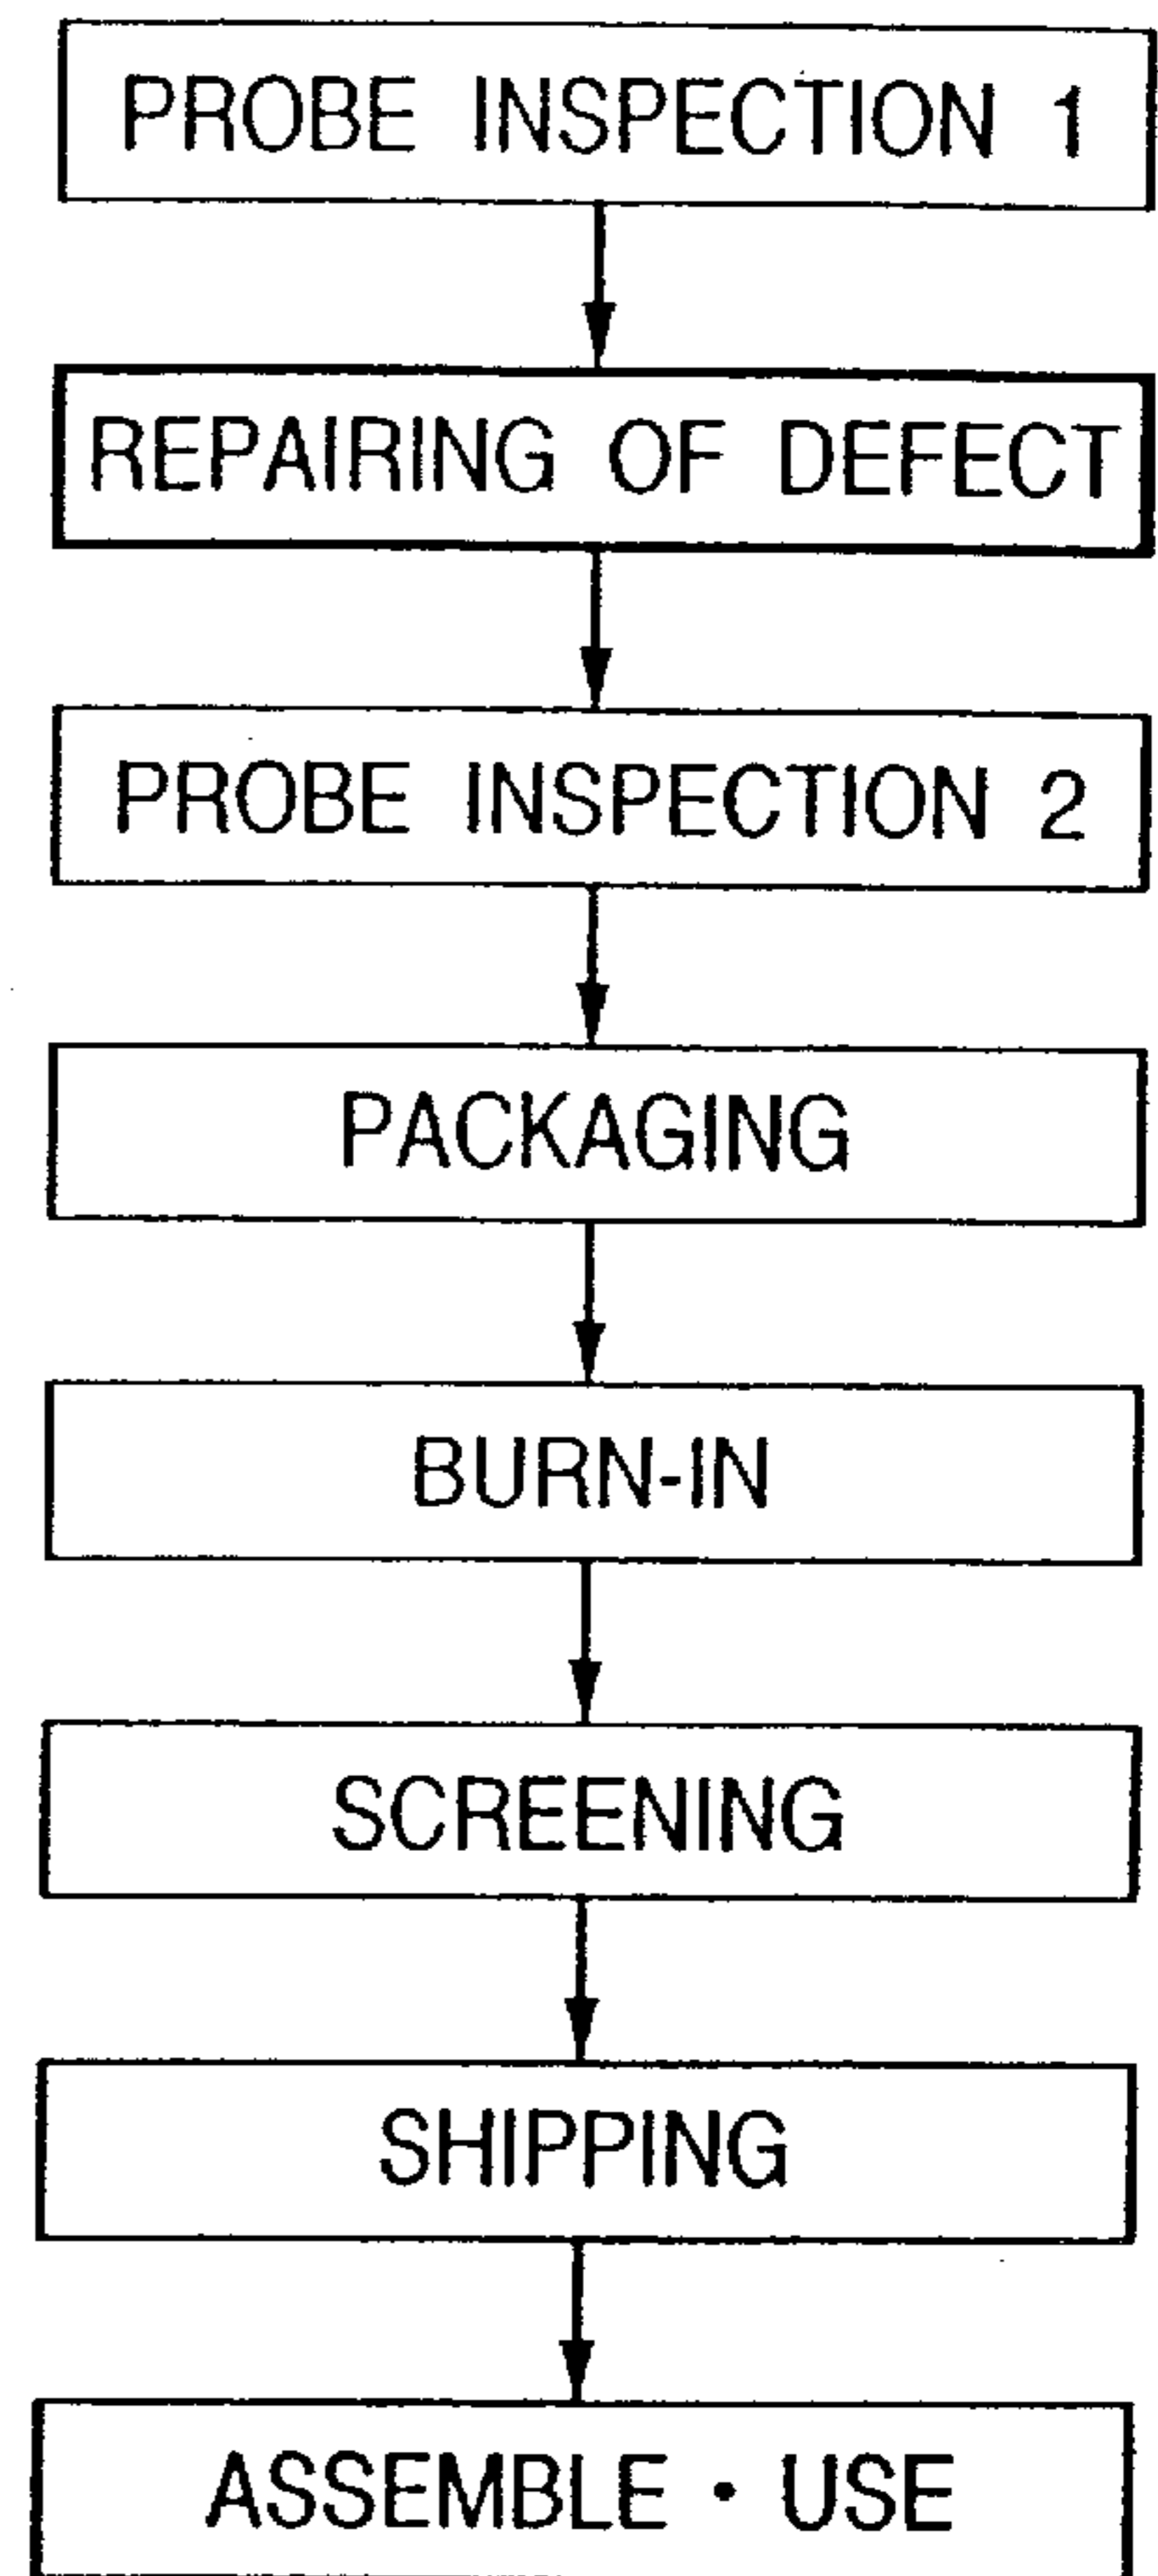 PROBE INSPECTION 1
REPAIRING OF DEFECT
PROBE INSPECTION 2
PACKAGING
BURN-IN
SCREENING
SHIPPING
ASSEMBLE · USE